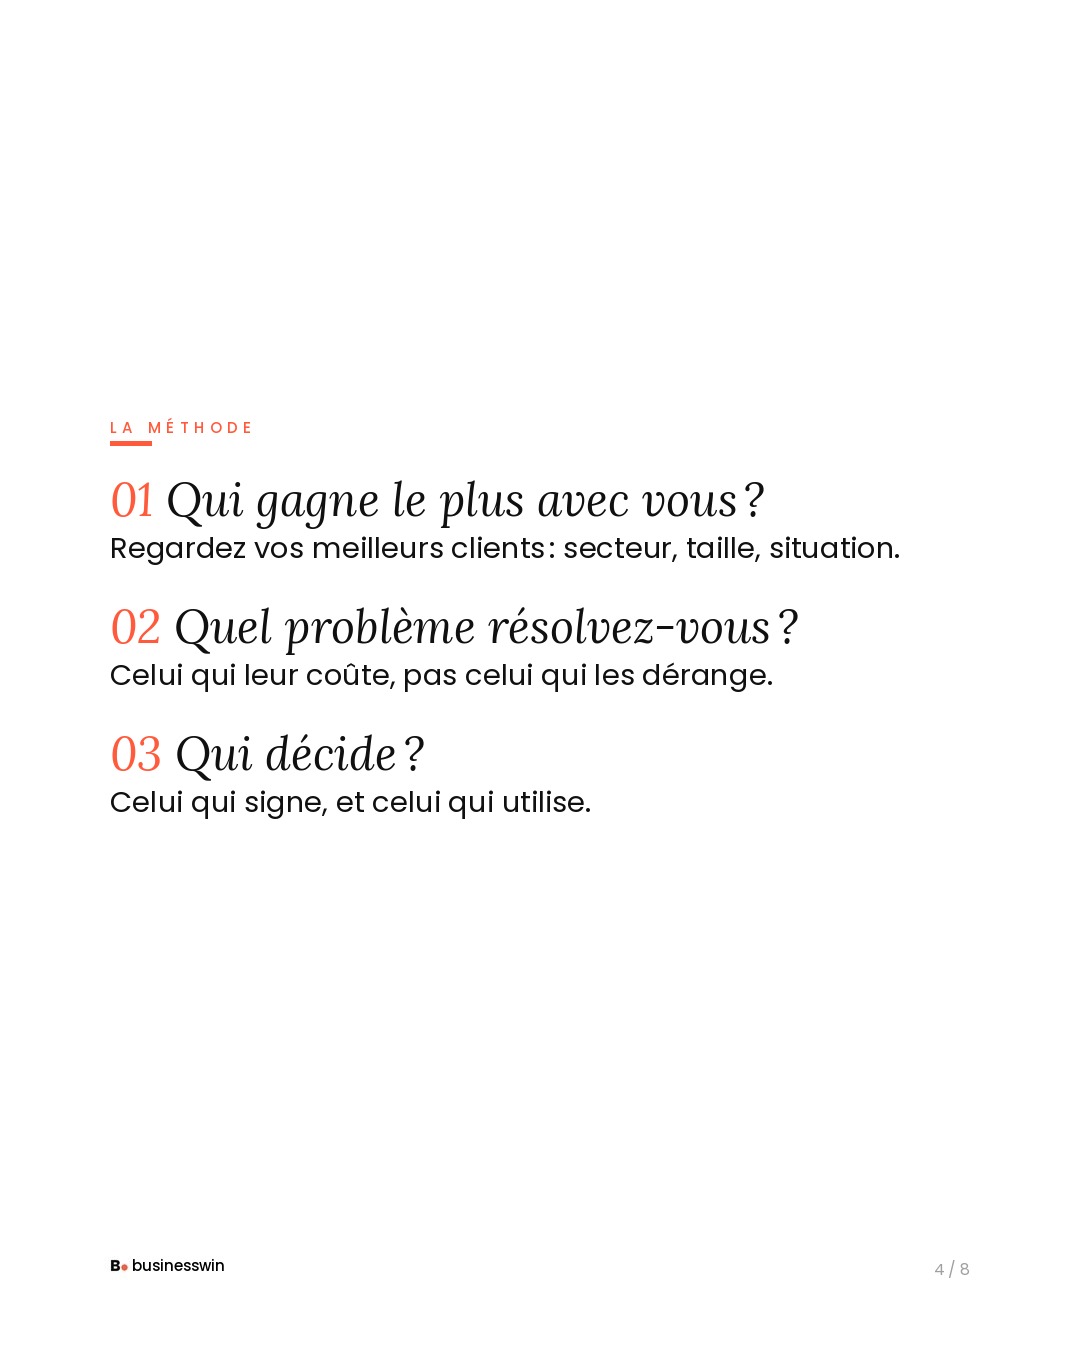 LA MÉTHODE
01 Qui gagne le plus avec vous ?
Regardez vos meilleurs clients : secteur, taille, situation.
02 Quel problème résolvez-vous ?
Celui qui leur coûte, pas celui qui les dérange.
03 Qui décide ?
Celui qui signe, et celui qui utilise.
B• businesswin
4 / 8